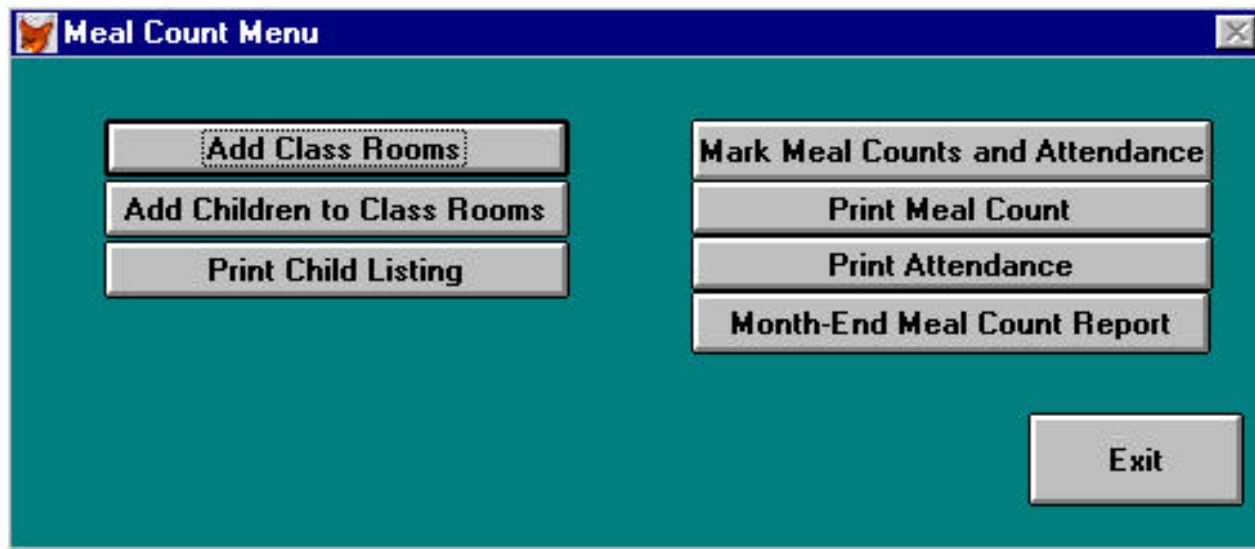 Meal Count Menu
Add Class Rooms
Add Children to Class Rooms
Print Child Listing
Mark Meal Counts and Attendance
Print Meal Count
Print Attendance
Month-End Meal Count Report
Exit